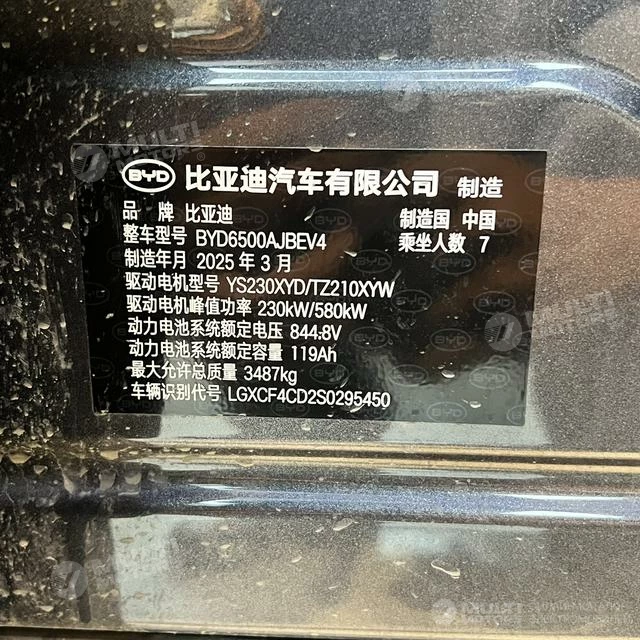 BYD 比亚迪汽车有限公司 制造
品 牌 比亚迪 制造国 中国
整车型号 BYD6500AJBEV4 乘坐人数 7
制造年月 2025 年 3 月
驱动电机型号 YS230XYD/TZ210XYW
驱动电机峰值功率 230kW/580kW
动力电池系统额定电压 844.8V
动力电池系统额定容量 119Ah
最大允许总质量 3487kg
车辆识别代号 LGXCF4CD2S0295450
MULTI
MOTORS